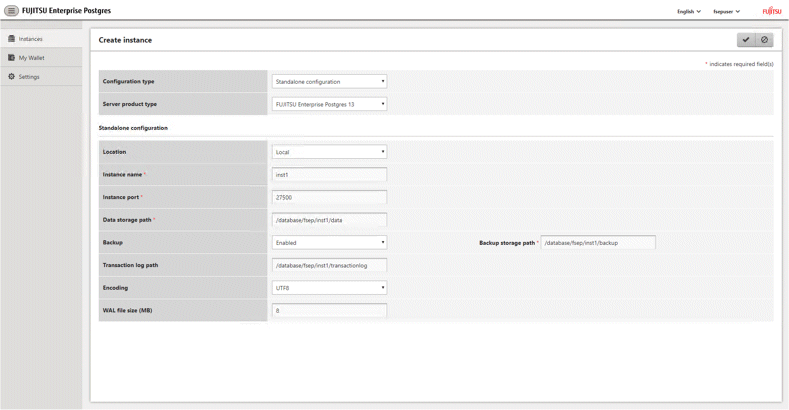 FUJITSU Enterprise Postgres
English
fsepuser
FUJITSU
Instances
My Wallet
Settings
Create instance
* indicates required field(s)
Configuration type Standalone configuration
Server product type FUJITSU Enterprise Postgres 13
Standalone configuration
Location Local
Instance name * inst1
Instance port * 27500
Data storage path * /database/fsep/inst1/data
Backup Enabled Backup storage path * /database/fsep/inst1/backup
Transaction log path /database/fsep/inst1/transactionlog
Encoding UTF8
WAL file size (MB) 8